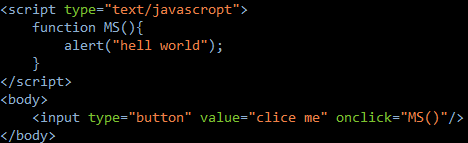 <script type="text/javascropt">
    function MS(){
        alert("hell world");
    }
</script>
<body>
    <input type="button" value="clice me" onclick="MS()"/>
</body>